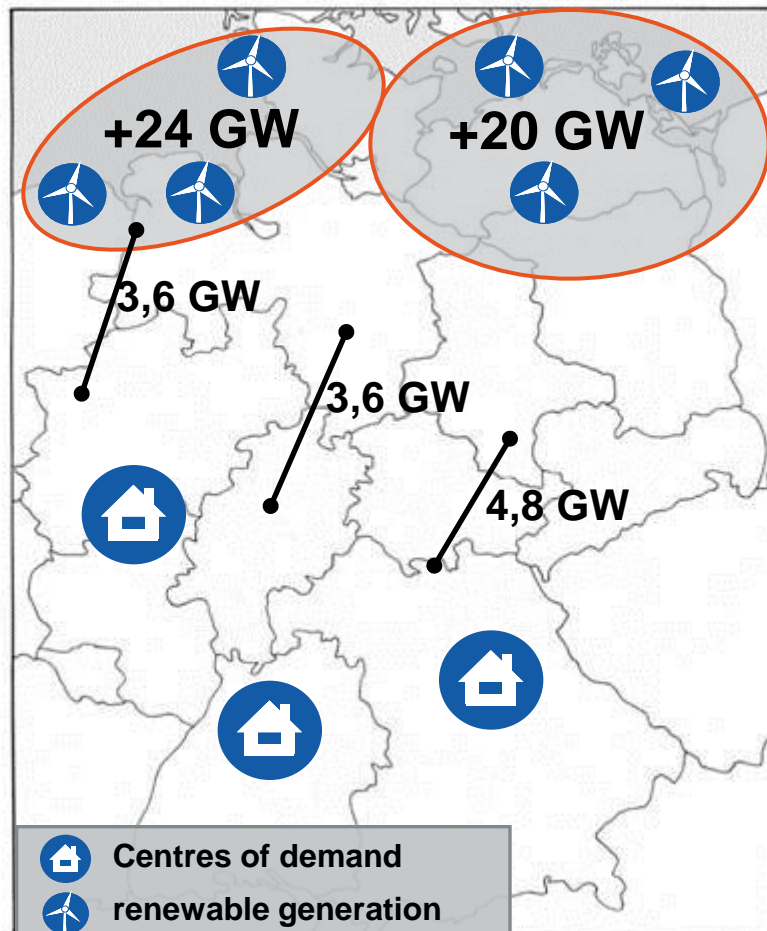 +24 GW
+20 GW
3,6 GW
3,6 GW
4,8 GW
Centres of demand
renewable generation